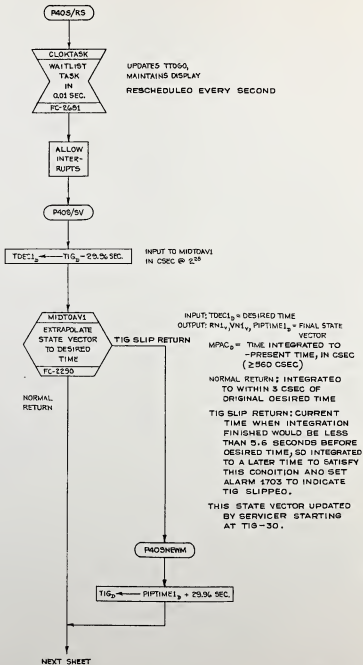 P40S/RS
CLOKTASK
WAITLIST
TASK
IN
0.01 SEC.
FC-2651
UPDATES TTOGO,
MAINTAINS DISPLAY
RESCHEDULED EVERY SECOND
ALLOW
INTER-
RUPTS
P40S/SV
TDEC1D ← TIGD - 29.96 SEC.
INPUT TO MIDTOAV1
IN CSEC @ 2^28
MIDTOAV1
EXTRAPOLATE
STATE VECTOR
TO DESIRED
TIME
FC-2290
TIG SLIP RETURN
NORMAL
RETURN
INPUT: TDEC1D = DESIRED TIME
OUTPUT: RN1V, VN1V, PIPTIME1D = FINAL STATE
VECTOR
MPACD = TIME INTEGRATED TO
-PRESENT TIME, IN CSEC
(≥560 CSEC)
NORMAL RETURN: INTEGRATED
TO WITHIN 3 CSEC OF
ORIGINAL DESIRED TIME
TIG SLIP RETURN: CURRENT
TIME WHEN INTEGRATION
FINISHED WOULD BE LESS
THAN 5.6 SECONDS BEFORE
DESIRED TIME, SO INTEGRATED
TO A LATER TIME TO SATISFY
THIS CONDITION AND SET
ALARM 1703 TO INDICATE
TIG SLIPPED.
THIS STATE VECTOR UPDATED
BY SERVICER STARTING
AT TIG-30.
P40SNEWM
TIGD ← PIPTIME1D + 29.96 SEC.
NEXT SHEET